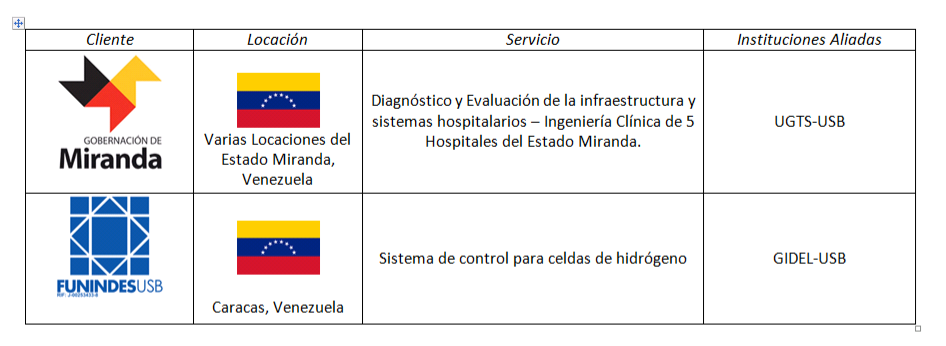 Cliente
Locación
Servicio
Instituciones Aliadas
GOBERNACIÓN DE
Miranda
Varias Locaciones del
Estado Miranda,
Venezuela
Diagnóstico y Evaluación de la infraestructura y
sistemas hospitalarios – Ingeniería Clínica de 5
Hospitales del Estado Miranda.
UGTS-USB
FUNINDESUSB
Caracas, Venezuela
Sistema de control para celdas de hidrógeno
GIDEL-USB